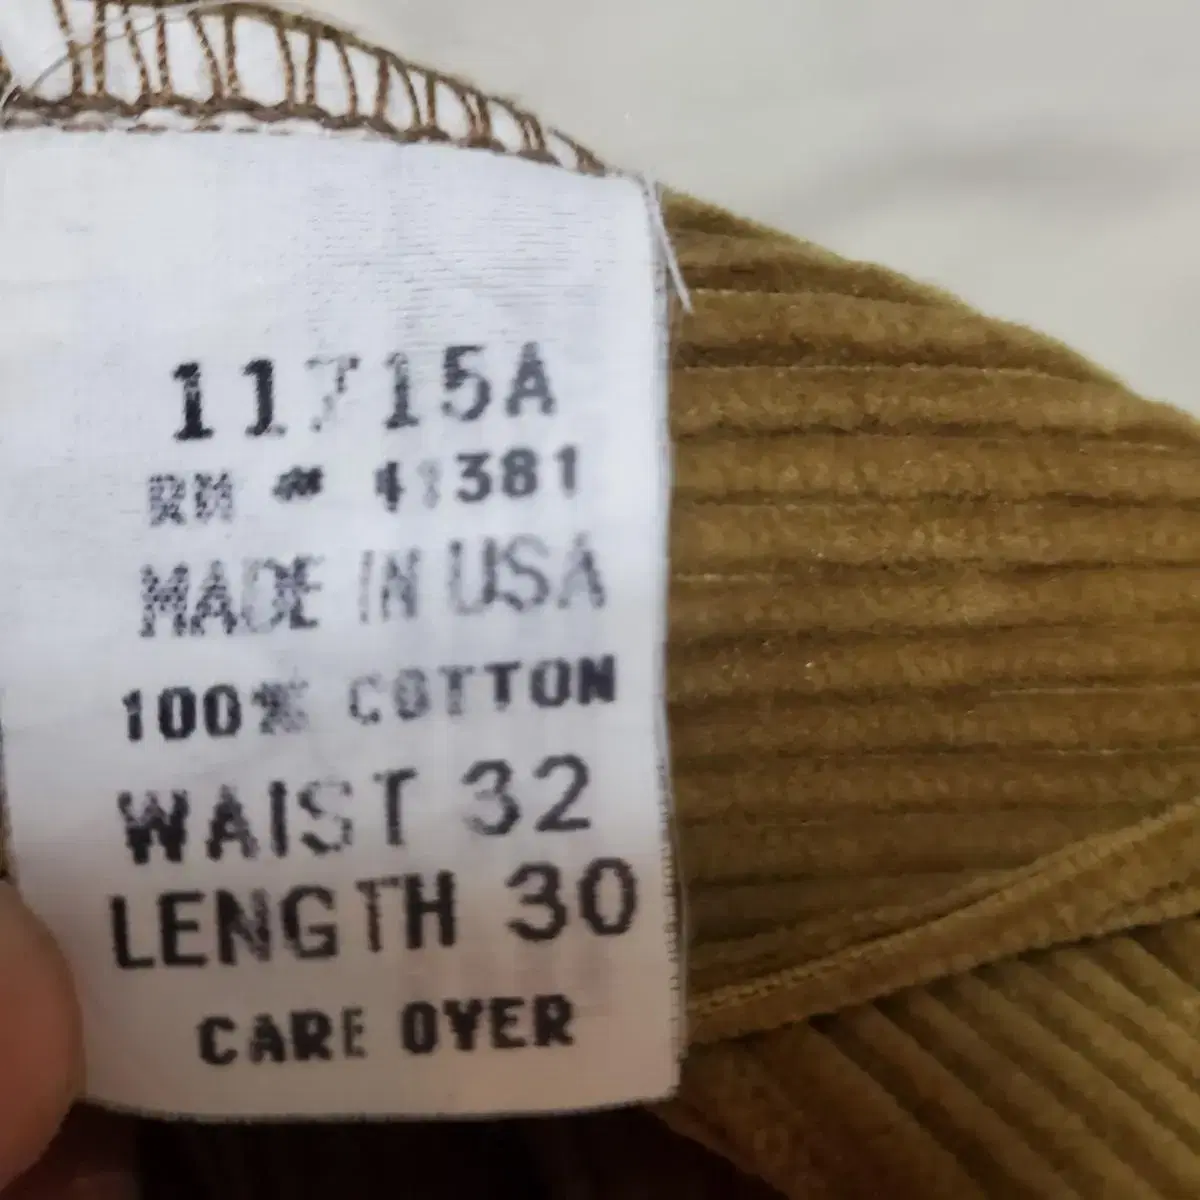 11715A
RN # 41381
MADE IN USA
100% COTTON
WAIST 32
LENGTH 30
CARE OVER